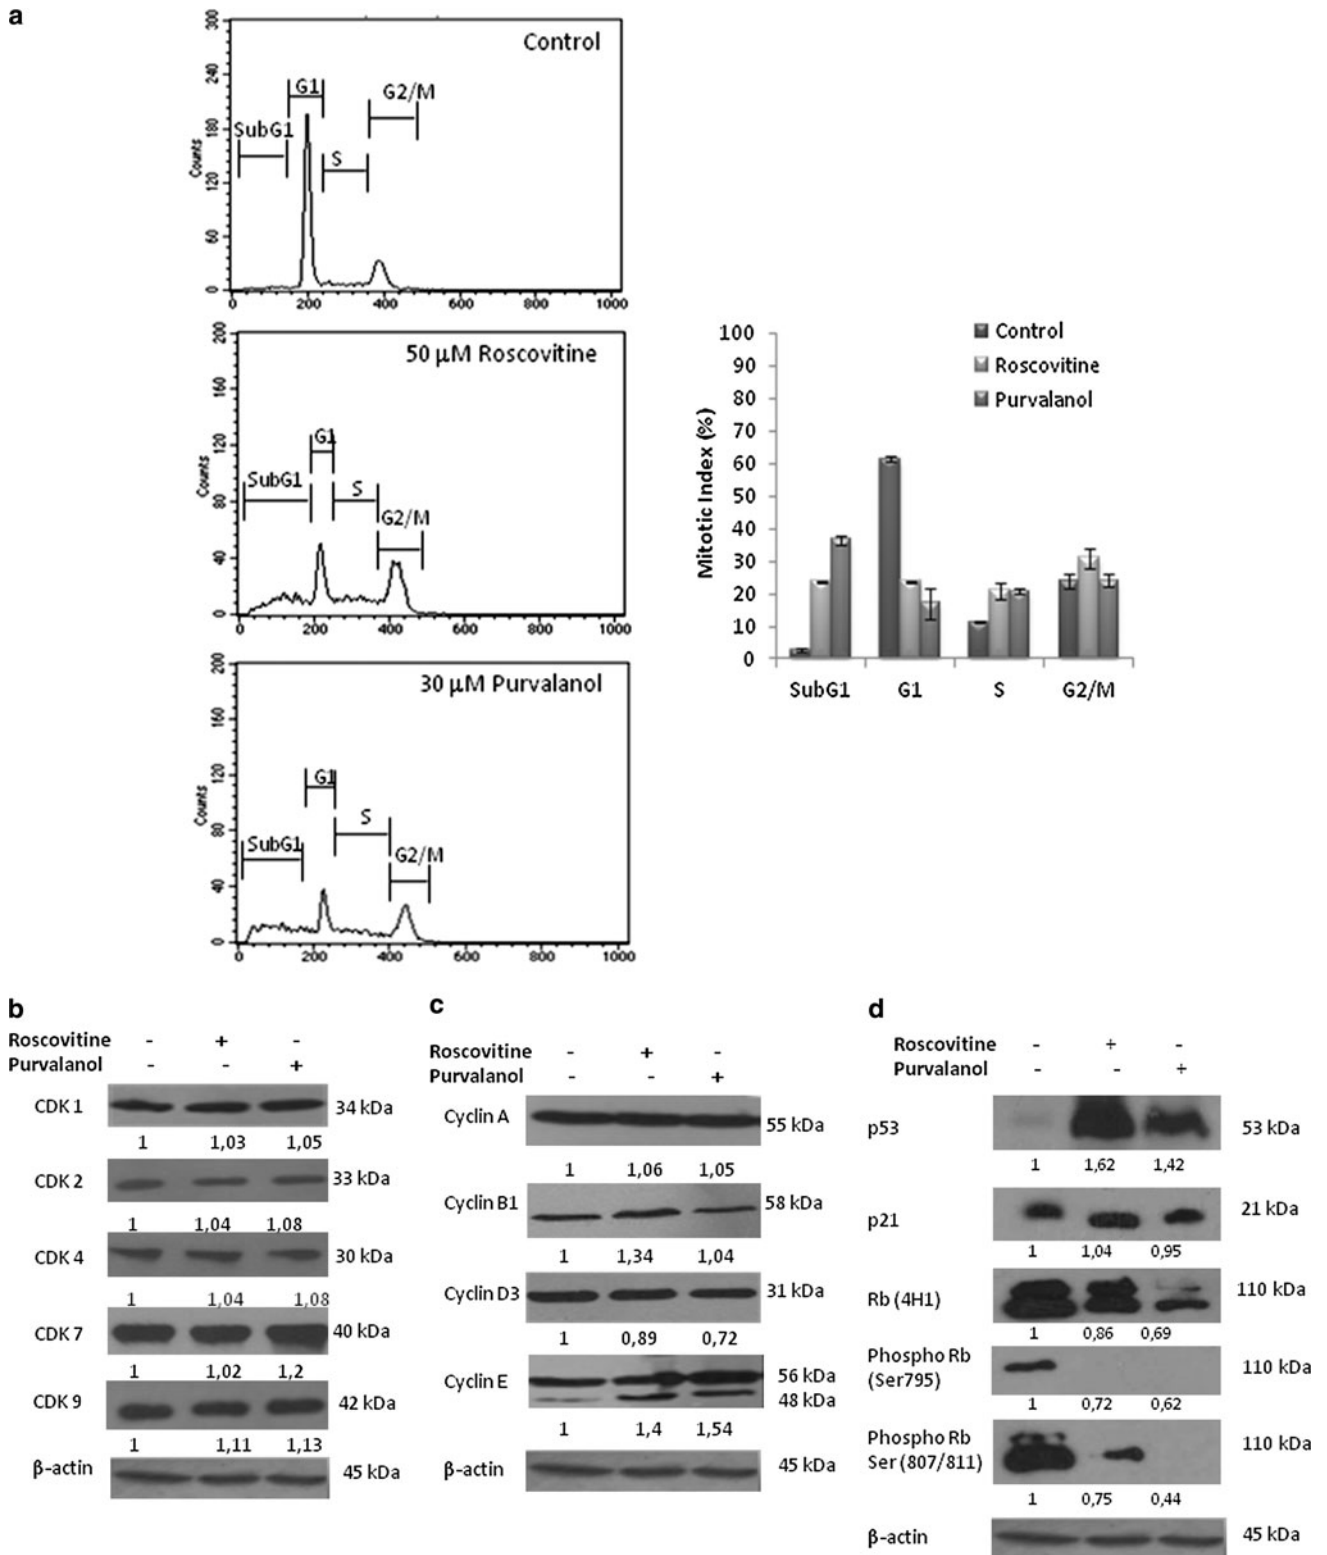 a
Control
300
240
180
120
60
0
Counts
SubG1
G1
S
G2/M
0 200 400 600 800 1000
50 µM Roscovitine
200
160
120
80
40
0
Counts
SubG1
G1
S
G2/M
0 200 400 600 800 1000
30 µM Purvalanol
200
160
120
80
40
0
Counts
SubG1
G1
S
G2/M
0 200 400 600 800 1000
Mitotic Index (%)
100
90
80
70
60
50
40
30
20
10
0
Control
Roscovitine
Purvalanol
SubG1 G1 S G2/M
b
Roscovitine - + -
Purvalanol - - +
CDK 1 34 kDa
1 1,03 1,05
CDK 2 33 kDa
1 1,04 1,08
CDK 4 30 kDa
1 1,04 1,08
CDK 7 40 kDa
1 1,02 1,2
CDK 9 42 kDa
1 1,11 1,13
β-actin 45 kDa
c
Roscovitine - + -
Purvalanol - - +
Cyclin A 55 kDa
1 1,06 1,05
Cyclin B1 58 kDa
1 1,34 1,04
Cyclin D3 31 kDa
1 0,89 0,72
Cyclin E 56 kDa
48 kDa
1 1,4 1,54
β-actin 45 kDa
d
Roscovitine - + -
Purvalanol - - +
p53 53 kDa
1 1,62 1,42
p21 21 kDa
1 1,04 0,95
Rb (4H1) 110 kDa
1 0,86 0,69
Phospho Rb
(Ser795) 110 kDa
1 0,72 0,62
Phospho Rb
Ser (807/811) 110 kDa
1 0,75 0,44
β-actin 45 kDa